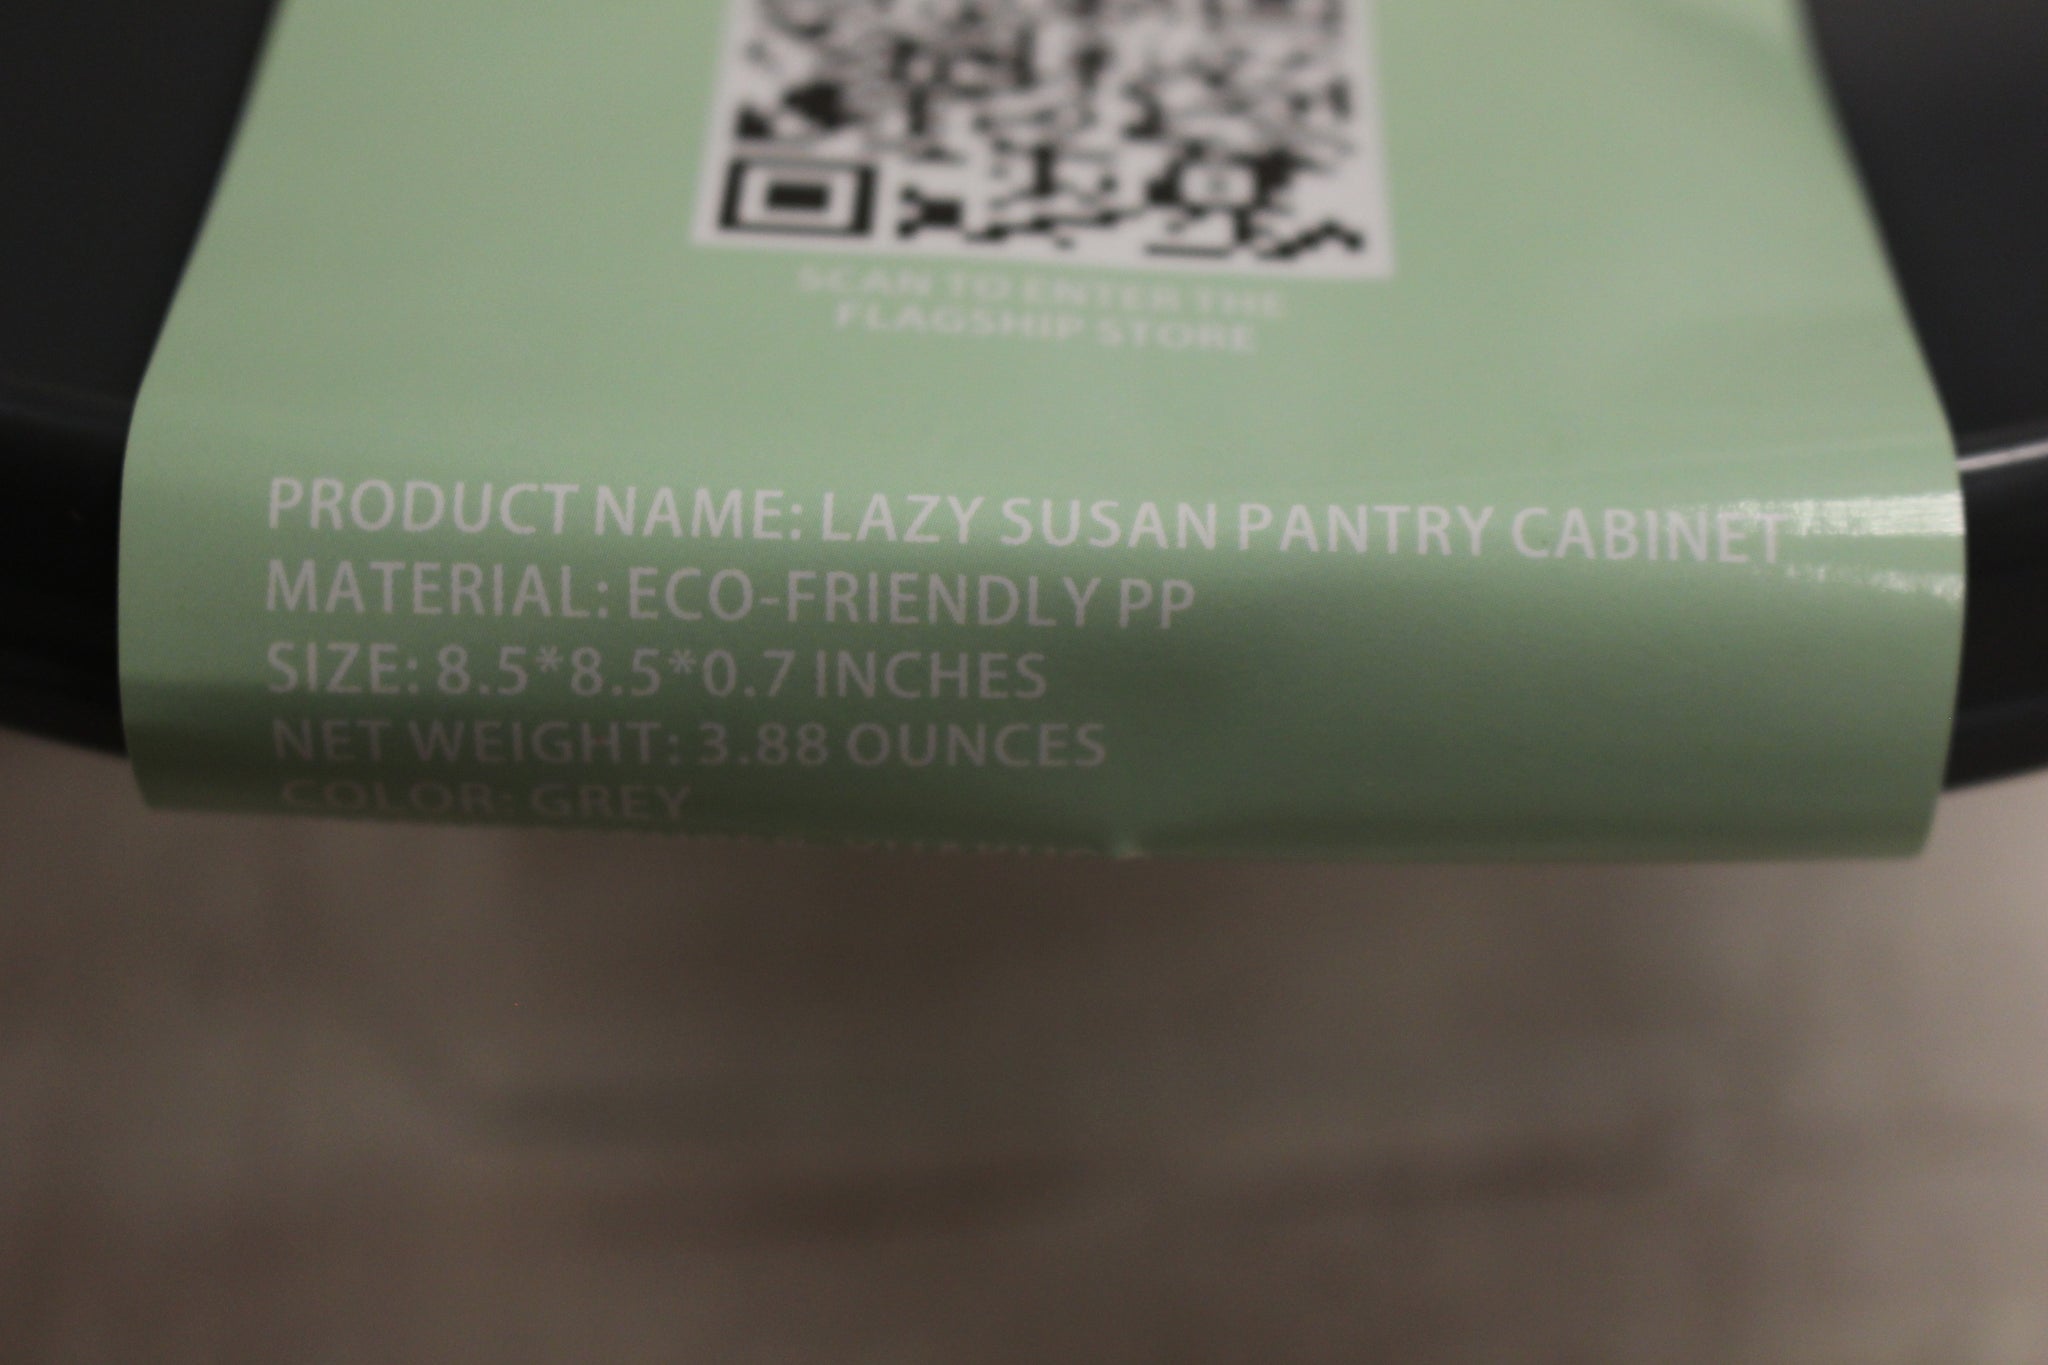 SCAN TO ENTER THE
FLAGSHIP STORE
PRODUCT NAME: LAZY SUSAN PANTRY CABINET
MATERIAL: ECO-FRIENDLY PP
SIZE: 8.5*8.5*0.7 INCHES
NET WEIGHT: 3.88 OUNCES
COLOR: GREY